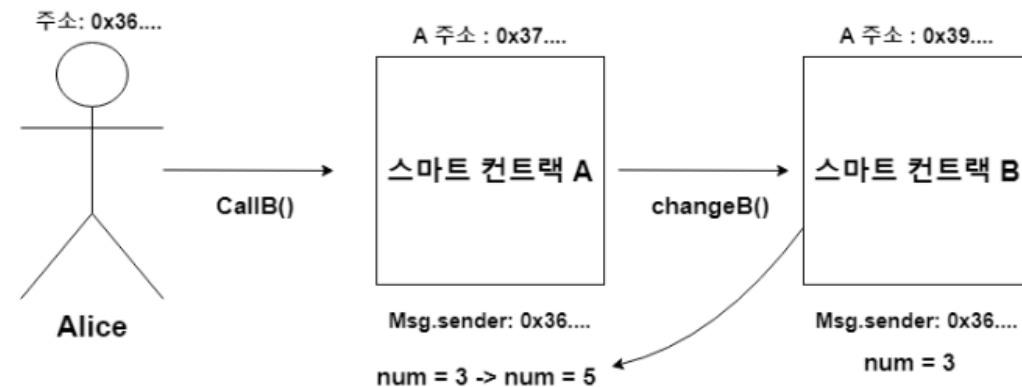 주소: 0x36....
Alice
CallB()
A 주소 : 0x37....
스마트 컨트랙 A
Msg.sender: 0x36....
num = 3 -> num = 5
changeB()
A 주소 : 0x39....
스마트 컨트랙 B
Msg.sender: 0x36....
num = 3